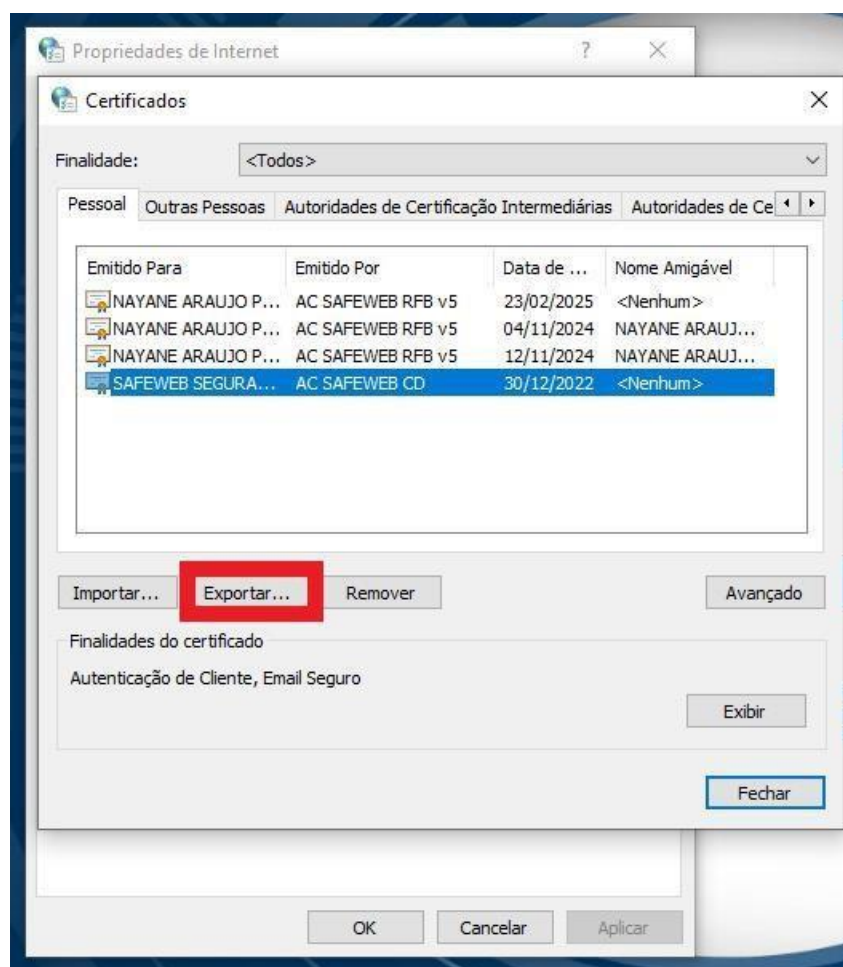 Propriedades de Internet ?
Certificados
Finalidade: <Todos>
Pessoal Outras Pessoas Autoridades de Certificação Intermediárias Autoridades de Ce
Emitido Para Emitido Por Data de ... Nome Amigável
NAYANE ARAUJO P... AC SAFEWEB RFB v5 23/02/2025 <Nenhum>
NAYANE ARAUJO P... AC SAFEWEB RFB v5 04/11/2024 NAYANE ARAUJ...
NAYANE ARAUJO P... AC SAFEWEB RFB v5 12/11/2024 NAYANE ARAUJ...
SAFEWEB SEGURA... AC SAFEWEB CD 30/12/2022 <Nenhum>
Importar... Exportar... Remover Avançado
Finalidades do certificado
Autenticação de Cliente, Email Seguro
Exibir
Fechar
OK Cancelar Aplicar